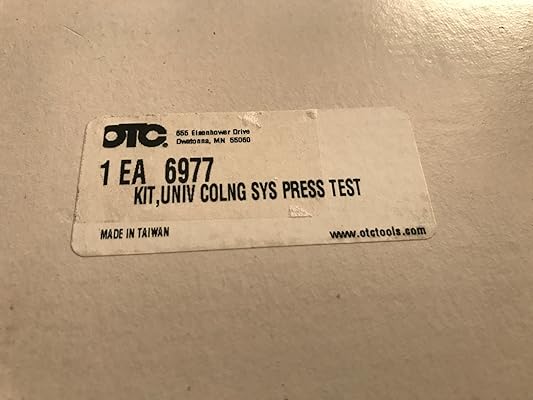 OTC. 655 Eisenhower Drive
Owatonna, MN 55060
1 EA 6977
KIT,UNIV COLNG SYS PRESS TEST
MADE IN TAIWAN www.otctools.com